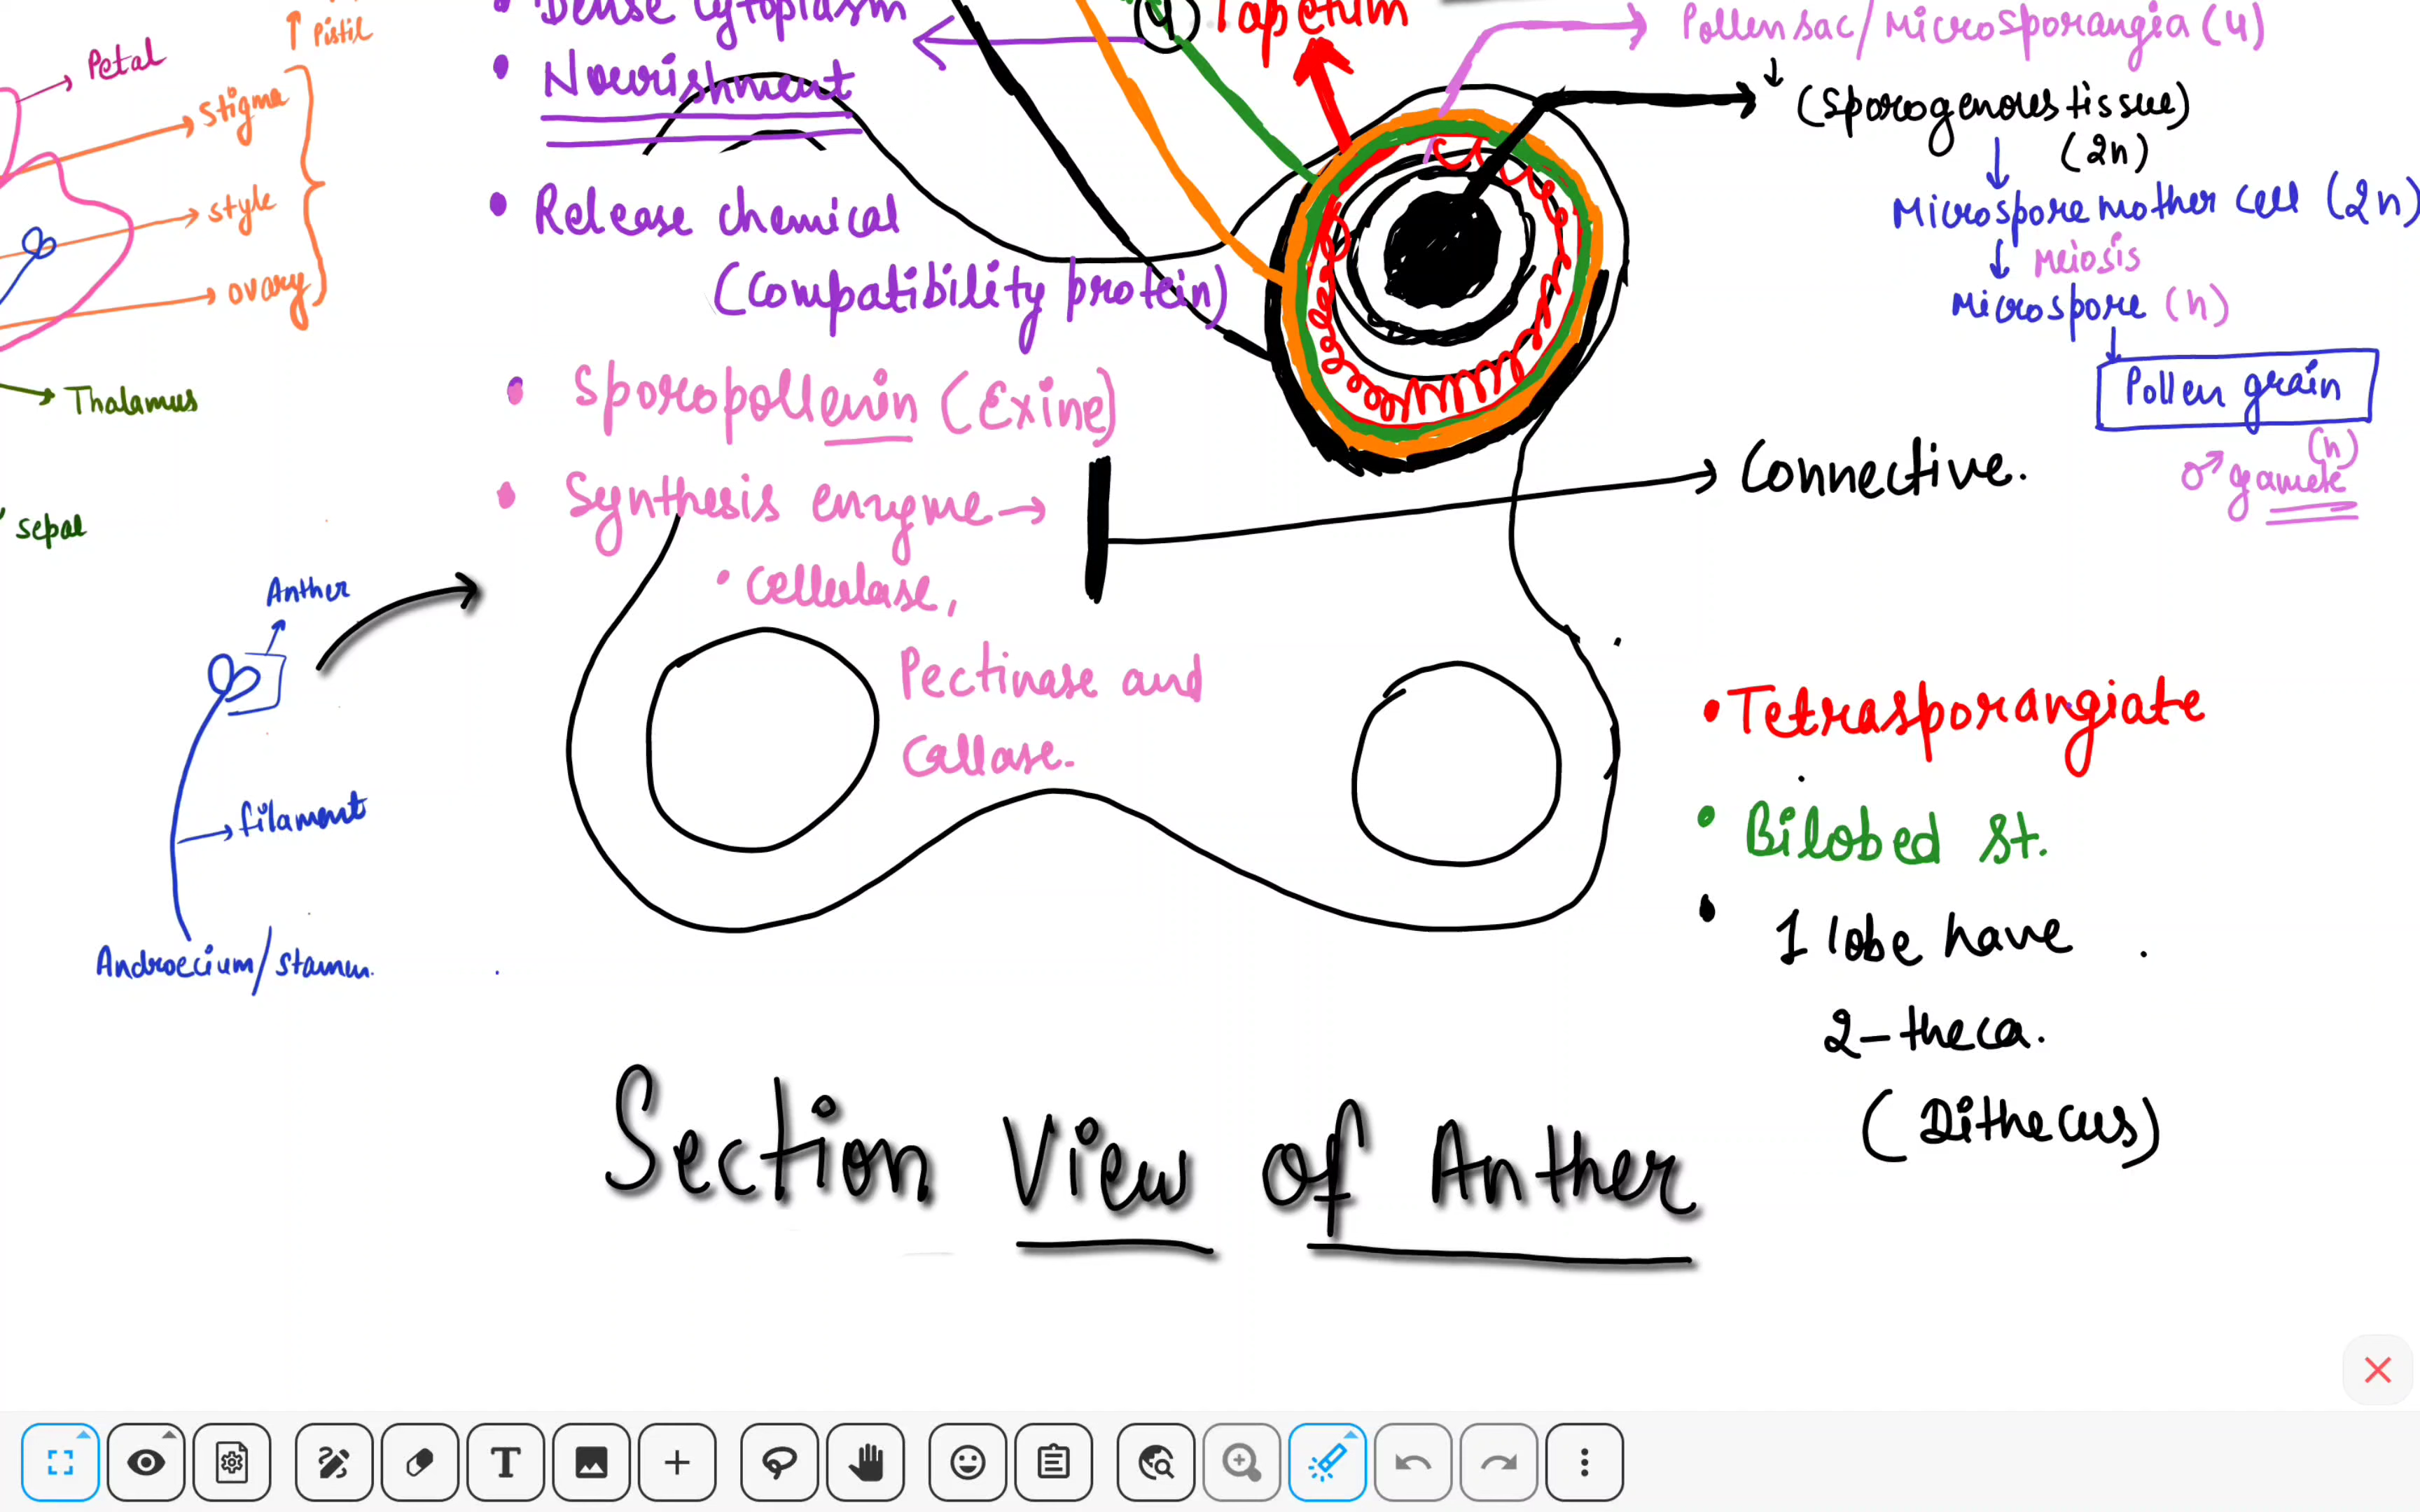 Pistil
Petal
stigma
style
ovary
Thalamus
sepal
Anther
filament
Androecium/stamen.
• Dense Cytoplasm
• Nourishment
• Release chemical
(Compatibility protein)
• Sporopollenin (Exine)
• Synthesis enzyme →
• Cellulase,
Pectinase and
Callase.
4
Tapetum
Pollen sac/Microsporangia (4)
(Sporogenous tissue)
(2n)
Microspore mother cell (2n)
Meiosis
Microspore (n)
Pollen grain
(n)
♂ gamete
Connective.
• Tetrasporangiate
• Bilobed st.
• 1 lobe have
2-theca.
(Dithecus)
Section View of Anther
T